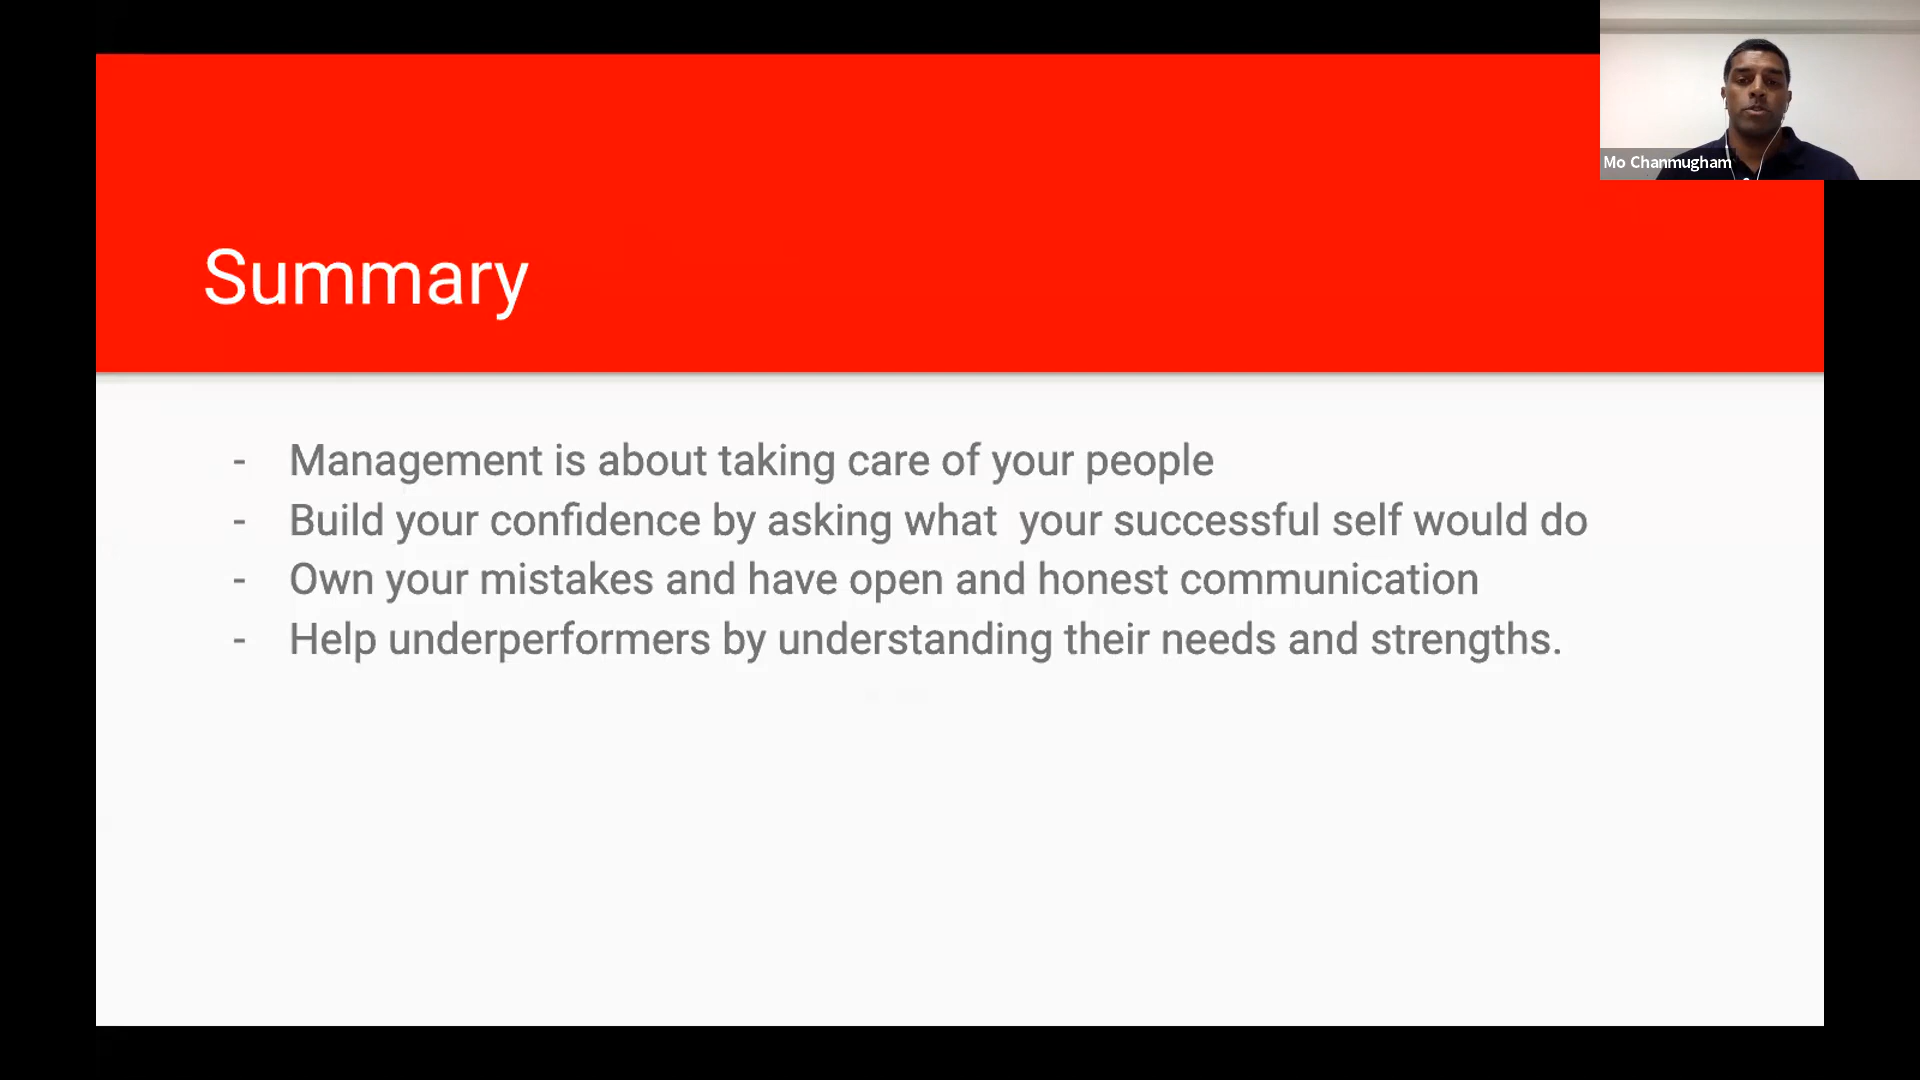 Mo Chanmugham
Summary
- Management is about taking care of your people
- Build your confidence by asking what  your successful self would do
- Own your mistakes and have open and honest communication
- Help underperformers by understanding their needs and strengths.